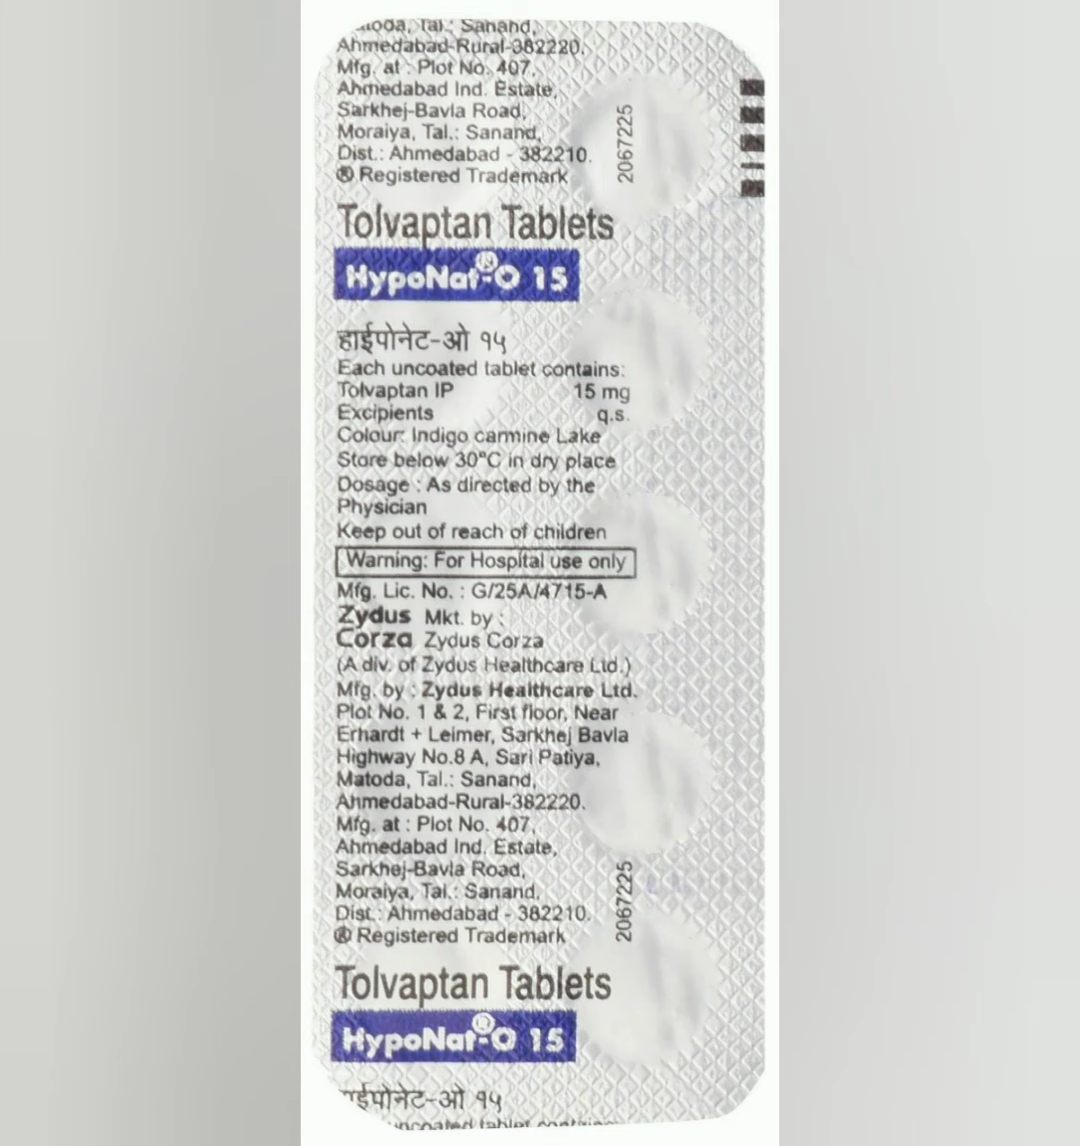 Tal.: Sanand,
Ahmedabad-Rural-382220.
Mfg. at : Plot No. 407,
Ahmedabad Ind. Estate,
Sarkhej-Bavla Road,
Moraiya, Tal.: Sanand,
Dist.: Ahmedabad - 382210.
® Registered Trademark
2067225
Tolvaptan Tablets
HypoNat®-O 15
हाईपोनेट-ओ १५
Each uncoated tablet contains:
Tolvaptan IP 15 mg
Excipients q.s.
Colour: Indigo carmine Lake
Store below 30°C in dry place
Dosage : As directed by the
Physician
Keep out of reach of children
Warning: For Hospital use only
Mfg. Lic. No. : G/25A/4715-A
Zydus Mkt. by :
Corza Zydus Corza
(A div. of Zydus Healthcare Ltd.)
Mfg. by : Zydus Healthcare Ltd.
Plot No. 1 & 2, First floor, Near
Erhardt + Leimer, Sarkhej Bavla
Highway No.8 A, Sari Patiya,
Matoda, Tal.: Sanand,
Ahmedabad-Rural-382220.
Mfg. at : Plot No. 407,
Ahmedabad Ind. Estate,
Sarkhej-Bavla Road,
Moraiya, Tal.: Sanand,
Dist.: Ahmedabad - 382210.
® Registered Trademark
2067225
Tolvaptan Tablets
HypoNat®-O 15
हाईपोनेट-ओ १५
tablet